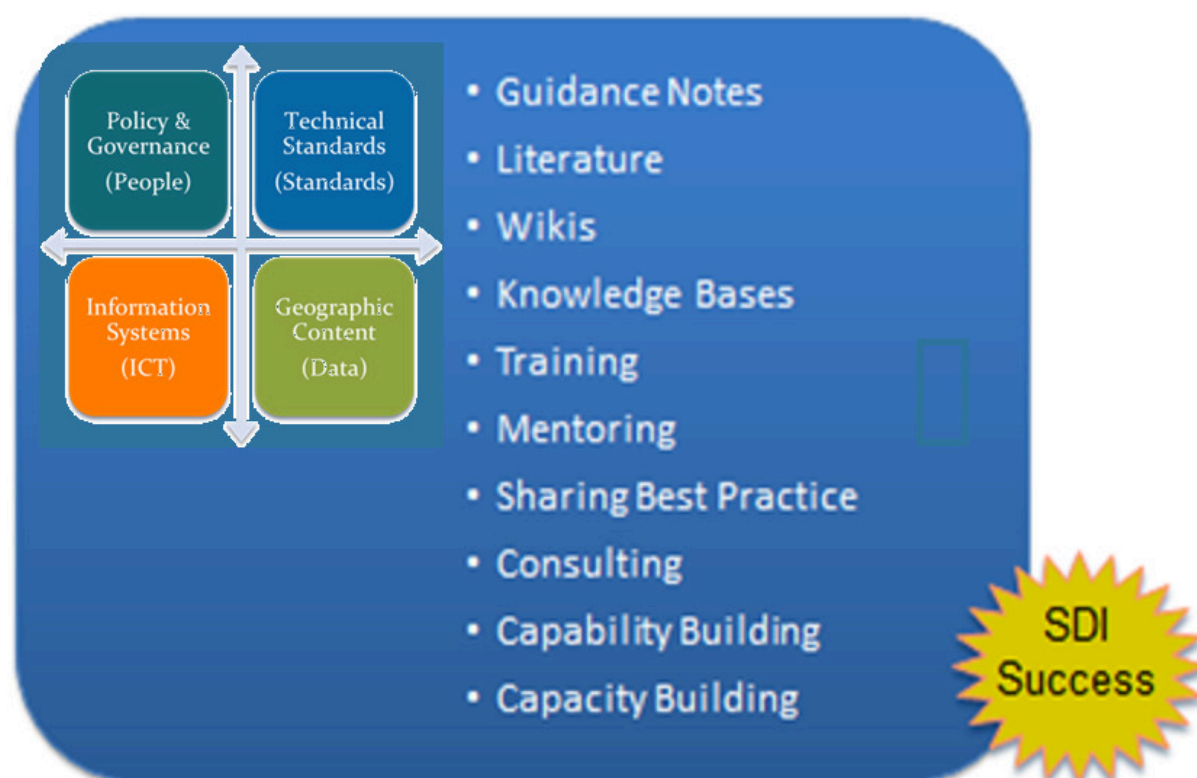 Policy &
Governance
(People)
Technical
Standards
(Standards)
Information
Systems
(ICT)
Geographic
Content
(Data)
• Guidance Notes
• Literature
• Wikis
• Knowledge Bases
• Training
• Mentoring
• Sharing Best Practice
• Consulting
• Capability Building
• Capacity Building
SDI
Success